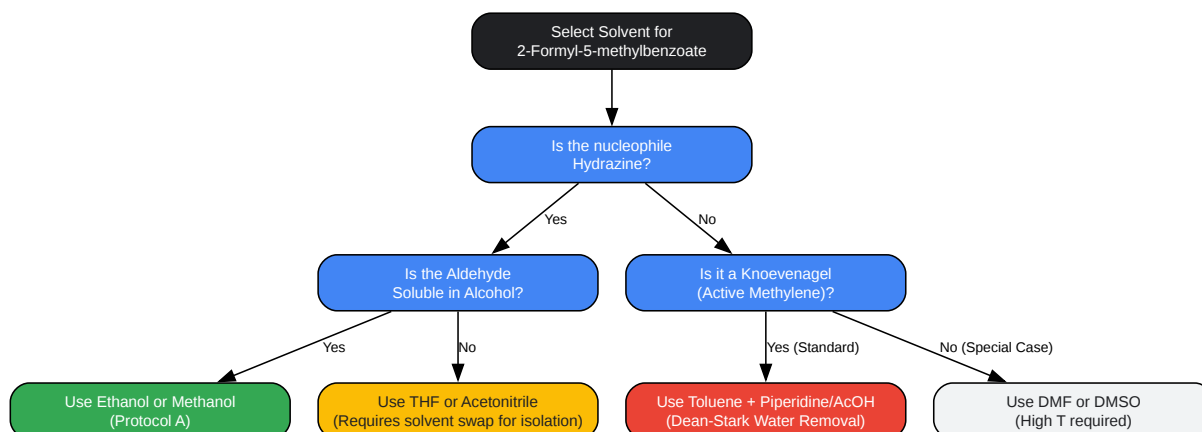 Select Solvent for
2-Formyl-5-methylbenzoate
Is the nucleophile
Hydrazine?
Yes
No
Is the Aldehyde
Soluble in Alcohol?
Is it a Knoevenagel
(Active Methylene)?
Yes
No
Yes (Standard)
No (Special Case)
Use Ethanol or Methanol
(Protocol A)
Use THF or Acetonitrile
(Requires solvent swap for isolation)
Use Toluene + Piperidine/AcOH
(Dean-Stark Water Removal)
Use DMF or DMSO
(High T required)